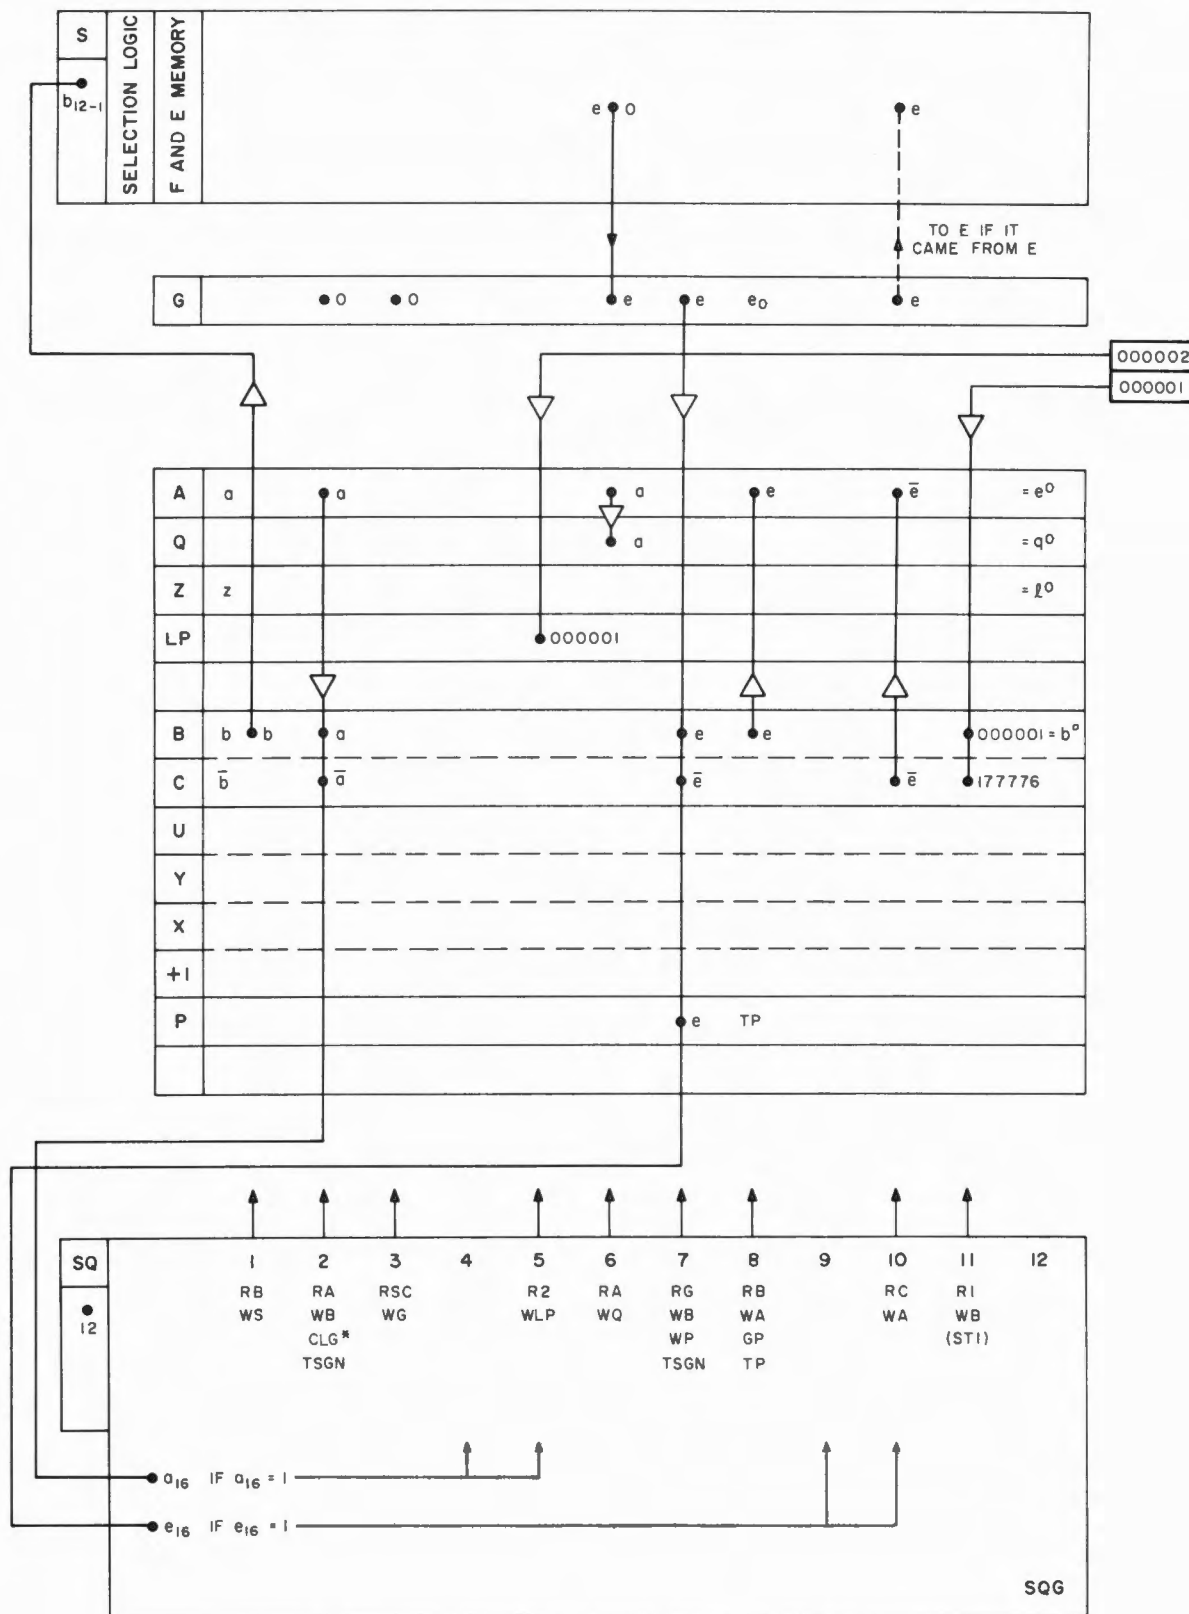 S
b12-1
SELECTION LOGIC
F AND E MEMORY
e 0
e
TO E IF IT
CAME FROM E
G 0 0 e e e0 e
000002
000001
A a a a e e̅ = e⁰
Q a = q⁰
Z z = ℓ⁰
LP 000001
B b b a e e 000001 = b⁰
C b̅ a̅ e̅ e̅ 177776
U
Y
X
+1
P e TP
SQ 1 2 3 4 5 6 7 8 9 10 11 12
12
RB RA RSC R2 RA RG RB RC R1
WS WB WG WLP WQ WB WA WA WB
CLG* WP GP (ST1)
TSGN TSGN TP
a16 IF a16 = 1
e16 IF e16 = 1
SQG